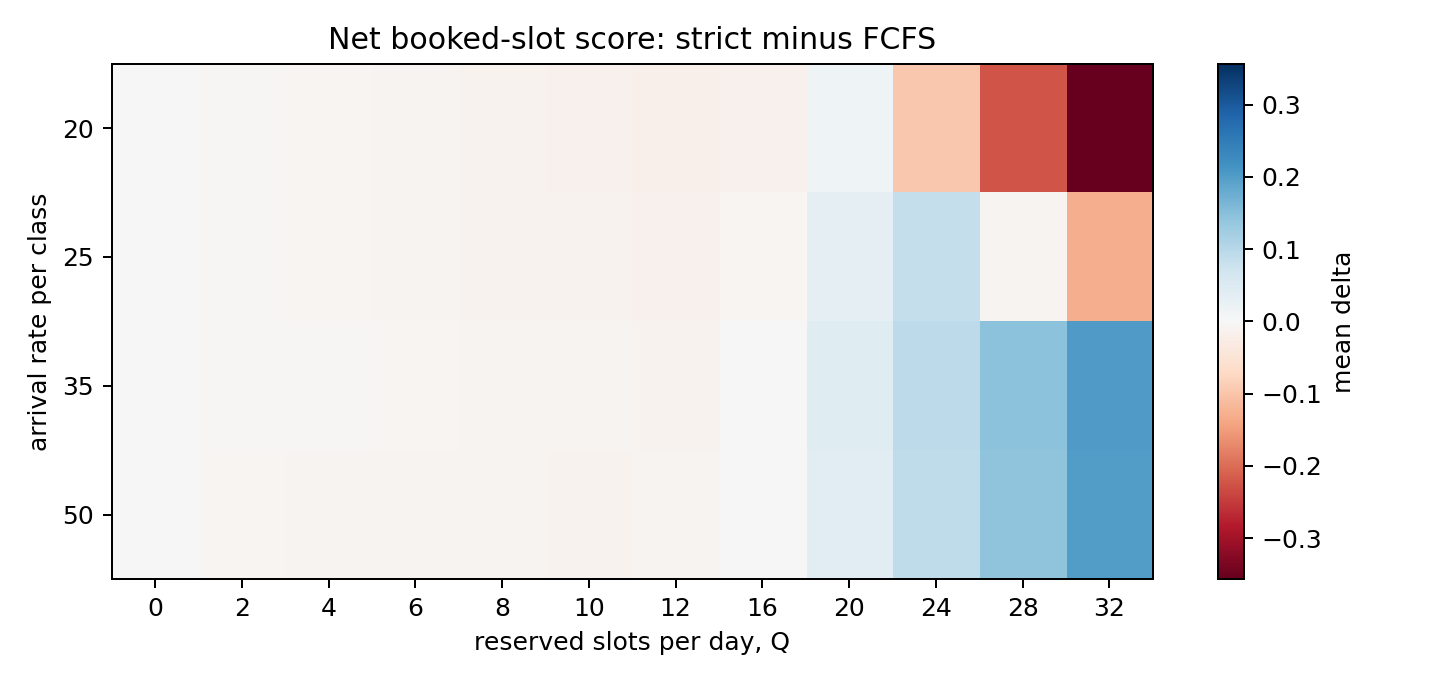 Net booked-slot score: strict minus FCFS
20
25
35
50
arrival rate per class
0 2 4 6 8 10 12 16 20 24 28 32
reserved slots per day, Q
0.3
0.2
0.1
0.0
−0.1
−0.2
−0.3
mean delta